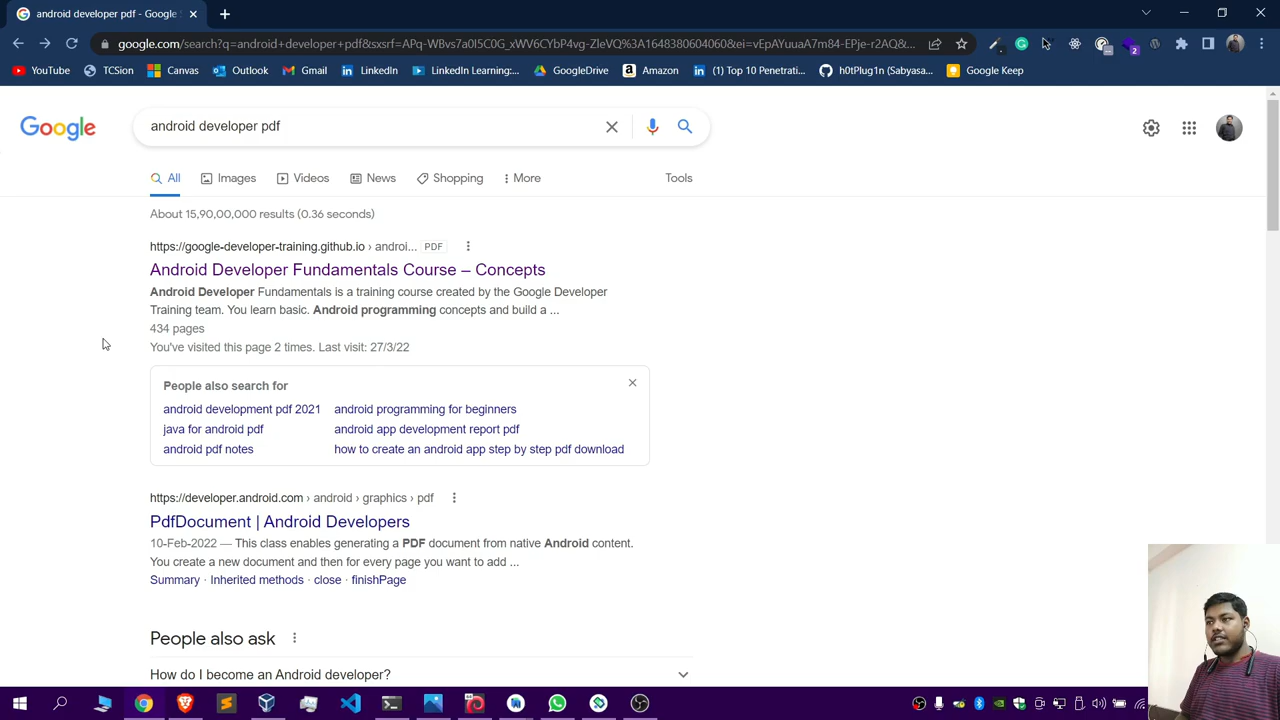 android developer pdf - Google S
google.com/search?q=android+developer+pdf&sxsrf=APq-WBvs7a0I5C0G_xWV6CYbP4vg-ZleVQ%3A1648380604060&ei=vEpAYuuaA7m84-EPje-r2AQ&...
YouTube
TCSion
Canvas
Outlook
Gmail
LinkedIn
LinkedIn Learning:...
GoogleDrive
Amazon
(1) Top 10 Penetrati...
h0tPlug1n (Sabyasa...
Google Keep
Google
android developer pdf
All
Images
Videos
News
Shopping
More
Tools
About 15,90,00,000 results (0.36 seconds)
https://google-developer-training.github.io › androi... PDF
Android Developer Fundamentals Course – Concepts
Android Developer Fundamentals is a training course created by the Google Developer
Training team. You learn basic. Android programming concepts and build a ...
434 pages
You've visited this page 2 times. Last visit: 27/3/22
People also search for
android development pdf 2021 android programming for beginners
java for android pdf android app development report pdf
android pdf notes how to create an android app step by step pdf download
https://developer.android.com › android › graphics › pdf
PdfDocument | Android Developers
10-Feb-2022 — This class enables generating a PDF document from native Android content.
You create a new document and then for every page you want to add ...
Summary · Inherited methods · close · finishPage
People also ask
How do I become an Android developer?